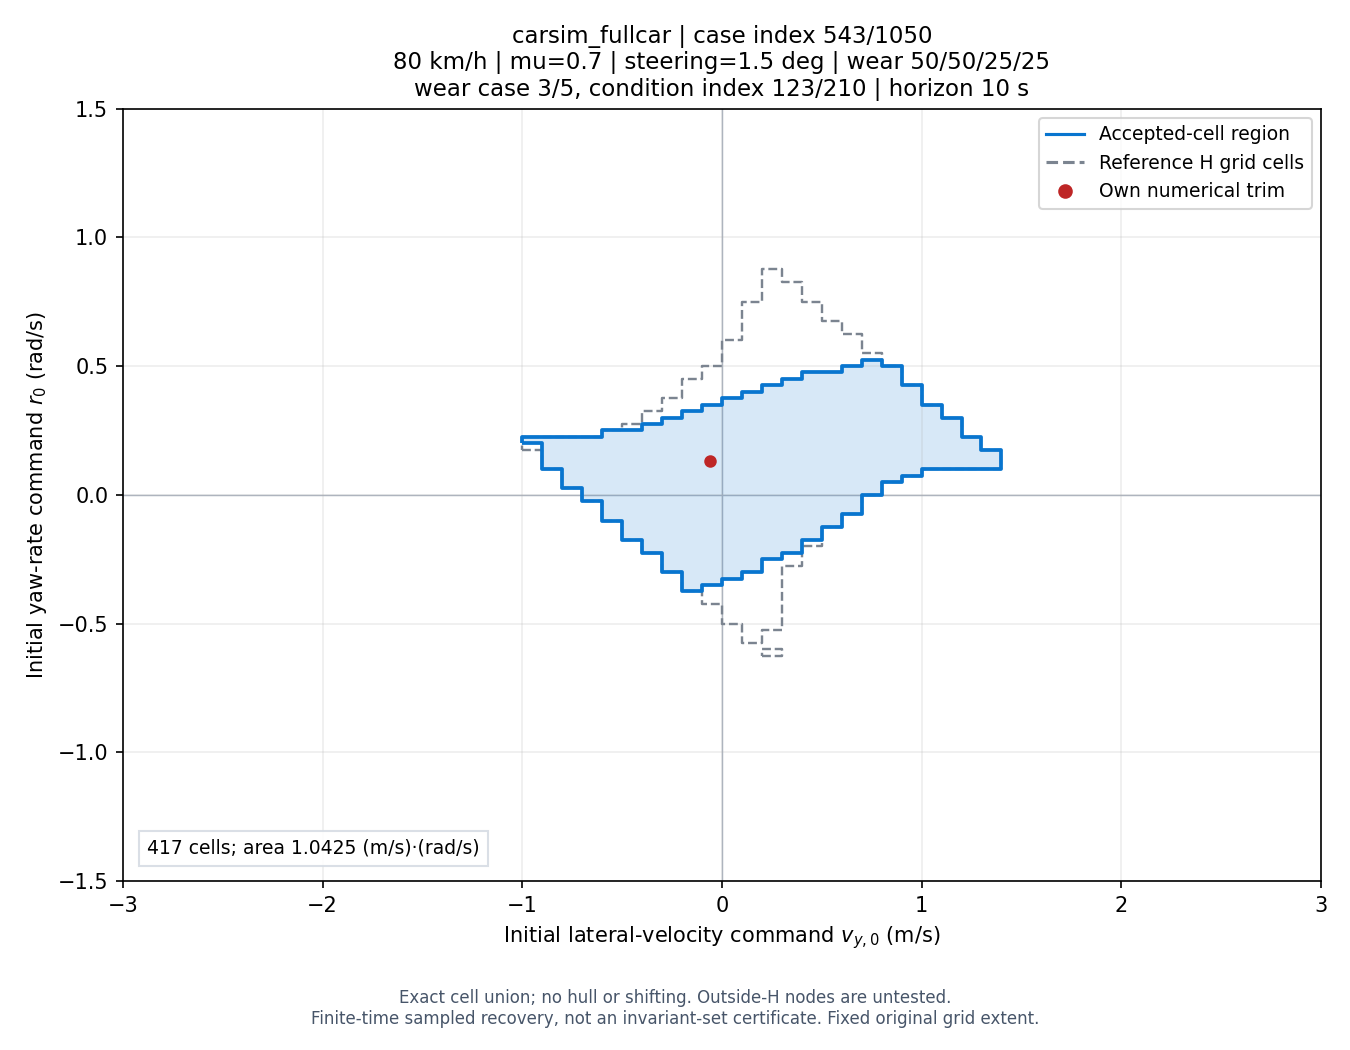 carsim_fullcar | case index 543/1050
80 km/h | mu=0.7 | steering=1.5 deg | wear 50/50/25/25
wear case 3/5, condition index 123/210 | horizon 10 s
Accepted-cell region
Reference H grid cells
Own numerical trim
1.5
1.0
0.5
0.0
−0.5
−1.0
−1.5
Initial yaw-rate command r₀ (rad/s)
417 cells; area 1.0425 (m/s)·(rad/s)
−3
−2
−1
0
1
2
3
Initial lateral-velocity command v_{y,0} (m/s)
Exact cell union; no hull or shifting. Outside-H nodes are untested.
Finite-time sampled recovery, not an invariant-set certificate. Fixed original grid extent.